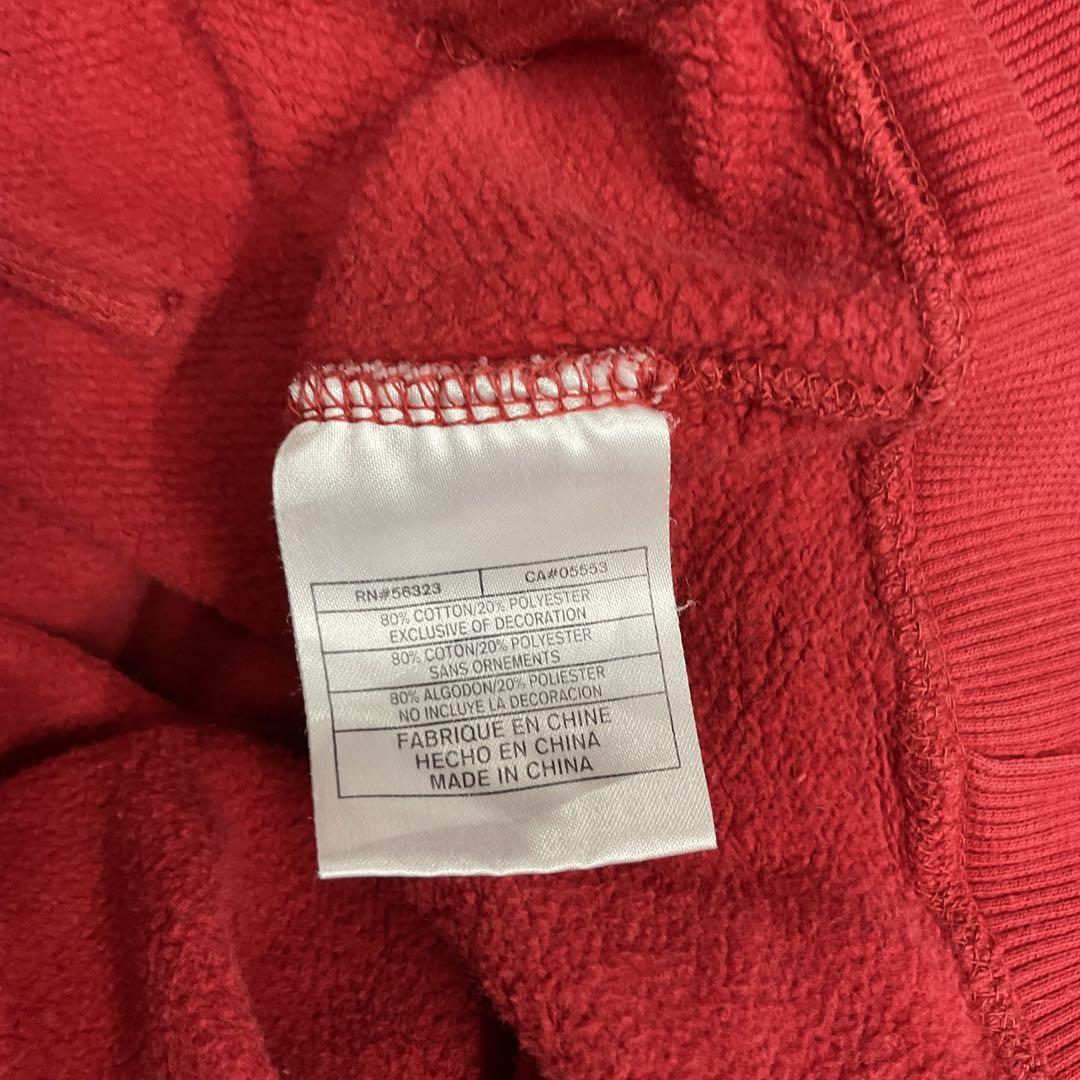 RN#56323 CA#05553
80% COTTON/20% POLYESTER
EXCLUSIVE OF DECORATION
80% COTON/20% POLYESTER
SANS ORNEMENTS
80% ALGODON/20% POLIESTER
NO INCLUYE LA DECORACION
FABRIQUE EN CHINE
HECHO EN CHINA
MADE IN CHINA